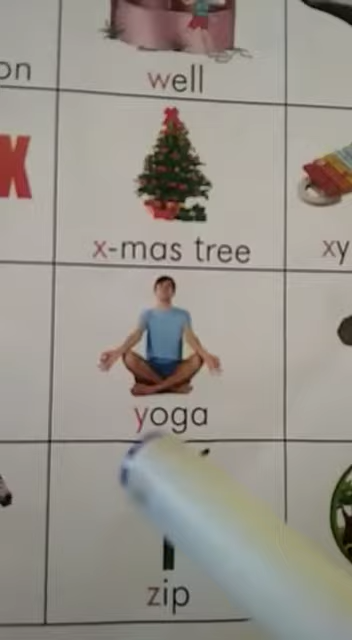 well
on
x
x-mas tree
xy
yoga
zip